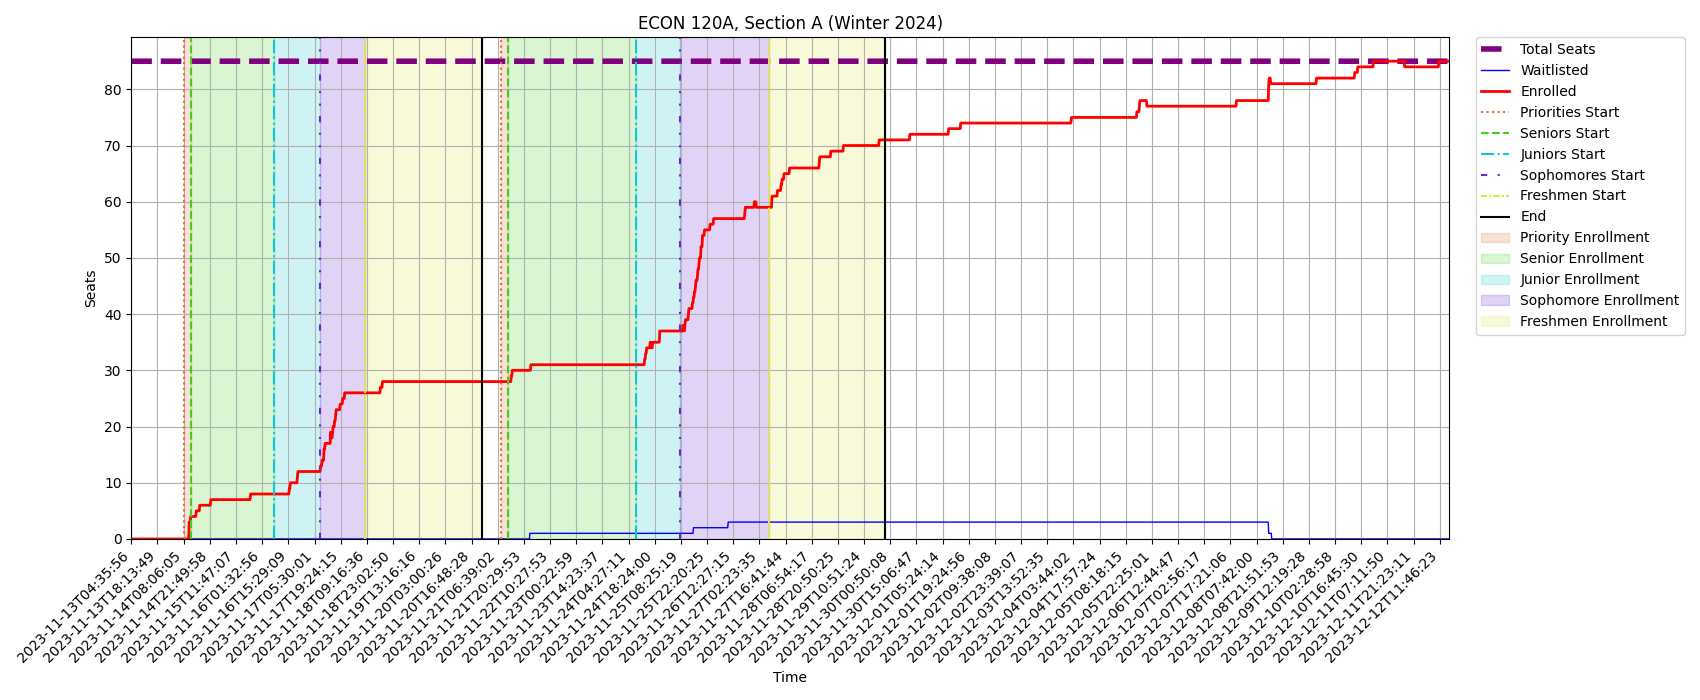 ECON 120A, Section A (Winter 2024)
Seats
80
70
60
50
40
30
20
10
0
2023-11-13T04:35:56
2023-11-13T18:13:49
2023-11-14T08:06:05
2023-11-14T21:49:58
2023-11-15T11:47:07
2023-11-16T01:32:56
2023-11-16T15:29:09
2023-11-17T05:30:01
2023-11-17T19:24:15
2023-11-18T09:16:36
2023-11-18T23:02:50
2023-11-19T13:16:16
2023-11-20T03:00:26
2023-11-20T16:48:28
2023-11-21T06:39:02
2023-11-21T20:29:53
2023-11-22T10:27:53
2023-11-23T00:22:59
2023-11-23T14:23:37
2023-11-24T04:27:11
2023-11-24T18:24:00
2023-11-25T08:25:19
2023-11-25T22:20:25
2023-11-26T12:27:15
2023-11-27T02:23:35
2023-11-27T16:41:44
2023-11-28T06:54:17
2023-11-28T20:50:25
2023-11-29T10:51:24
2023-11-30T00:50:08
2023-11-30T15:06:47
2023-12-01T05:24:14
2023-12-01T19:24:56
2023-12-02T09:38:08
2023-12-02T23:39:07
2023-12-03T13:52:35
2023-12-04T03:44:02
2023-12-04T17:57:24
2023-12-05T08:18:15
2023-12-05T22:25:01
2023-12-06T12:44:47
2023-12-07T02:56:17
2023-12-07T17:21:06
2023-12-08T07:42:00
2023-12-08T21:51:53
2023-12-09T12:19:28
2023-12-10T02:28:58
2023-12-10T16:45:30
2023-12-11T07:11:50
2023-12-11T21:23:11
2023-12-12T11:46:23
Time
Total Seats
Waitlisted
Enrolled
Priorities Start
Seniors Start
Juniors Start
Sophomores Start
Freshmen Start
End
Priority Enrollment
Senior Enrollment
Junior Enrollment
Sophomore Enrollment
Freshmen Enrollment